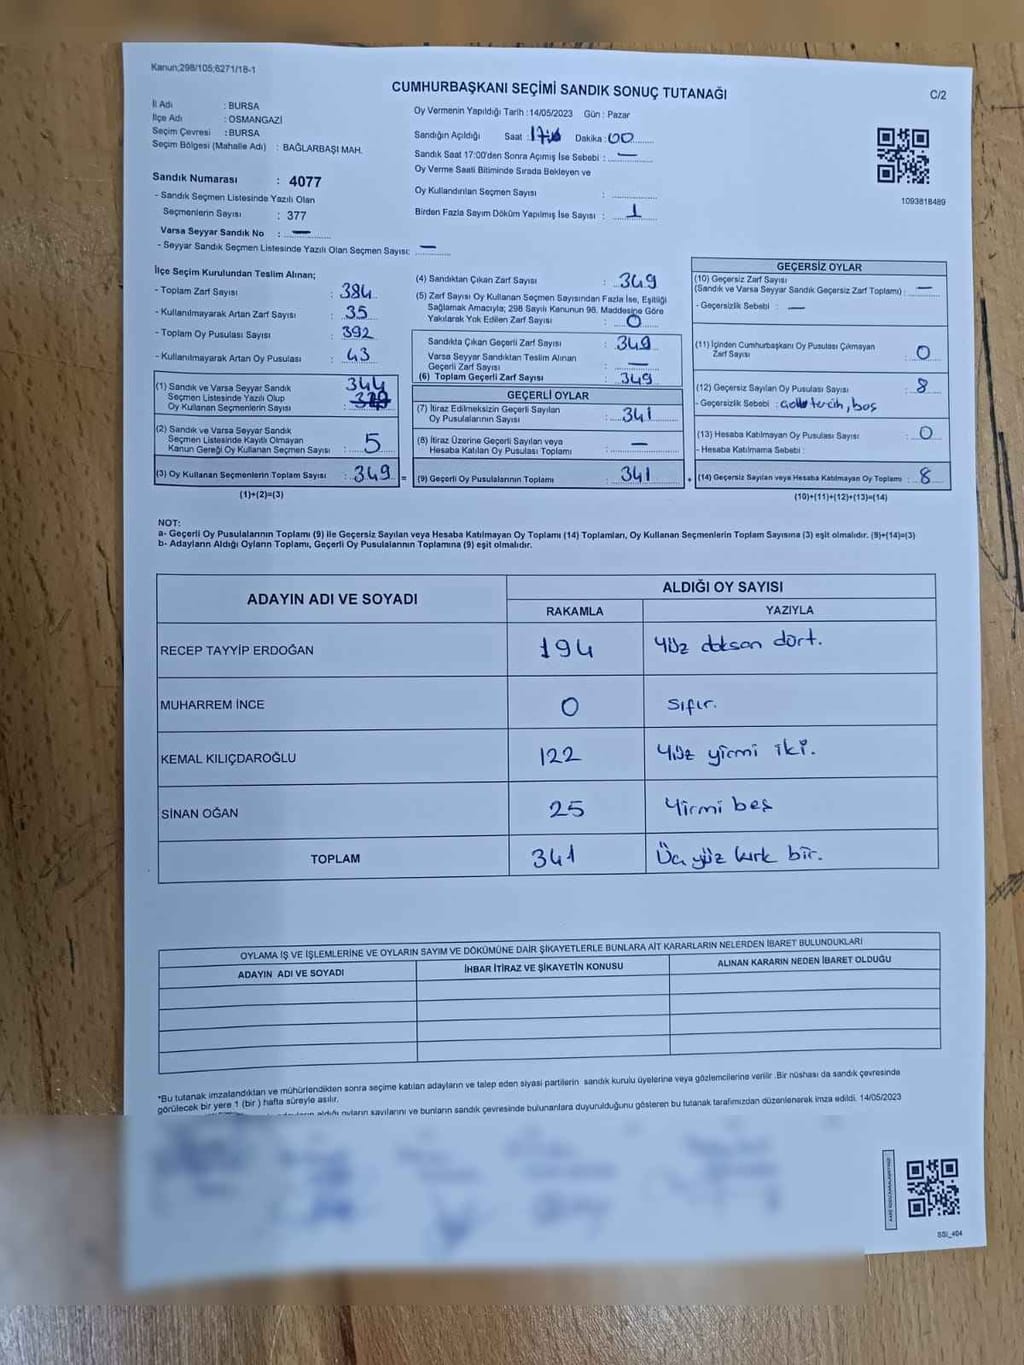 Kanun;298/105;6271/18-1
CUMHURBAŞKANI SEÇİMİ SANDIK SONUÇ TUTANAĞI
C/2
İl Adı : BURSA
İlçe Adı : OSMANGAZİ
Seçim Çevresi : BURSA
Seçim Bölgesi (Mahalle Adı) : BAĞLARBAŞI MAH.
Sandık Numarası : 4077
- Sandık Seçmen Listesinde Yazılı Olan
Seçmenlerin Sayısı : 377
Varsa Seyyar Sandık No : —
- Seyyar Sandık Seçmen Listesinde Yazılı Olan Seçmen Sayısı: —
Oy Vermenin Yapıldığı Tarih : 14/05/2023 Gün : Pazar
Sandığın Açıldığı Saat : Dakika : 00
Sandık Saat 17:00'den Sonra Açımış İse Sebebi : —
Oy Verme Saati Bitiminde Sırada Bekleyen ve
Oy Kullandırılan Seçmen Sayısı :
Birden Fazla Sayım Döküm Yapılmış İse Sayısı : 1
1093818489
İlçe Seçim Kurulundan Teslim Alınan;
- Toplam Zarf Sayısı : 384
- Kullanılmayarak Artan Zarf Sayısı : 35
- Toplam Oy Pusulası Sayısı : 392
- Kullanılmayarak Artan Oy Pusulası : 43
(1) Sandık ve Varsa Seyyar Sandık
Seçmen Listesinde Yazılı Olup
Oy Kullanan Seçmenlerin Sayısı : 344
(2) Sandık ve Varsa Seyyar Sandık
Seçmen Listesinde Kayıtlı Olmayan
Kanun Gereği Oy Kullanan Seçmen Sayısı : 5
(3) Oy Kullanan Seçmenlerin Toplam Sayısı : 349 =
(1)+(2)=(3)
(4) Sandıktan Çıkan Zarf Sayısı : 349
(5) Zarf Sayısı Oy Kullanan Seçmen Sayısından Fazla İse, Eşitliği
Sağlamak Amacıyla; 298 Sayılı Kanunun 98. Maddesine Göre
Yakılarak Yok Edilen Zarf Sayısı : 0
Sandıkta Çıkan Geçerli Zarf Sayısı : 349
Varsa Seyyar Sandıktan Teslim Alınan
Geçerli Zarf Sayısı : —
(6) Toplam Geçerli Zarf Sayısı : 349
GEÇERLİ OYLAR
(7) İtiraz Edilmeksizin Geçerli Sayılan
Oy Pusulalarının Sayısı : 341
(8) İtiraz Üzerine Geçerli Sayılan veya
Hesaba Katılan Oy Pusulası Toplamı : —
(9) Geçerli Oy Pusulalarının Toplamı : 341 +
GEÇERSİZ OYLAR
(10) Geçersiz Zarf Sayısı
(Sandık ve Varsa Seyyar Sandık Geçersiz Zarf Toplamı) : —
- Geçersizlik Sebebi : —
(11) İçinden Cumhurbaşkanı Oy Pusulası Çıkmayan
Zarf Sayısı : 0
(12) Geçersiz Sayılan Oy Pusulası Sayısı : 8
- Geçersizlik Sebebi : tercih, boş
(13) Hesaba Katılmayan Oy Pusulası Sayısı : 0
- Hesaba Katılmama Sebebi :
(14) Geçersiz Sayılan veya Hesaba Katılmayan Oy Toplamı : 8
(10)+(11)+(12)+(13)=(14)
NOT:
a- Geçerli Oy Pusulalarının Toplamı (9) ile Geçersiz Sayılan veya Hesaba Katılmayan Oy Toplamı (14) Toplamları, Oy Kullanan Seçmenlerin Toplam Sayısına (3) eşit olmalıdır. (9)+(14)=(3)
b- Adayların Aldığı Oyların Toplamı, Geçerli Oy Pusulalarının Toplamına (9) eşit olmalıdır.
ADAYIN ADI VE SOYADI
ALDIĞI OY SAYISI
RAKAMLA YAZIYLA
RECEP TAYYİP ERDOĞAN 194 Yüz doksan dört.
MUHARREM İNCE 0 Sıfır.
KEMAL KILIÇDAROĞLU 122 Yüz yirmi iki.
SİNAN OĞAN 25 Yirmi beş
TOPLAM 341 Üç yüz kırk bir.
OYLAMA İŞ VE İŞLEMLERİNE VE OYLARIN SAYIM VE DÖKÜMÜNE DAİR ŞİKAYETLERLE BUNLARA AİT KARARLARIN NELERDEN İBARET BULUNDUKLARI
ADAYIN ADI VE SOYADI İHBAR İTİRAZ VE ŞİKAYETİN KONUSU ALINAN KARARIN NEDEN İBARET OLDUĞU
*Bu tutanak imzalandıktan ve mühürlendikten sonra seçime katılan adayların ve talep eden siyasi partilerin sandık kurulu üyelerine veya gözlemcilerine verilir .Bir nüshası da sandık çevresinde
görülecek bir yere 1 (bir ) hafta süreyle asılır.
aldığı oyların sayılarını ve bunların sandık çevresinde bulunanlara duyurulduğunu gösteren bu tutanak tarafımızdan düzenlenerek imza edildi. 14/05/2023
SSI_404